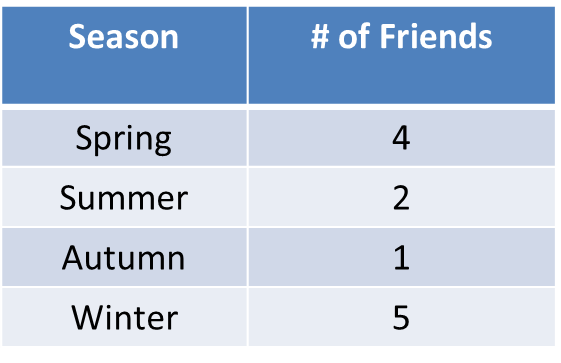 Season # of Friends
Spring 4
Summer 2
Autumn 1
Winter 5